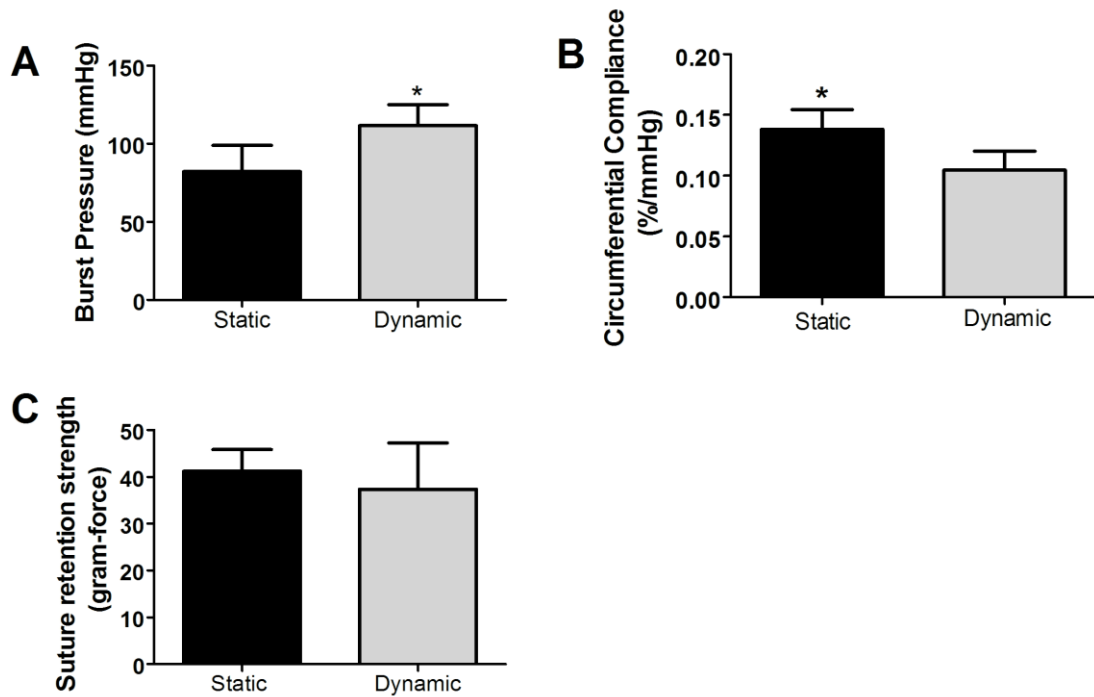 A
Burst Pressure (mmHg)
150
100
50
0
*
Static
Dynamic
B
Circumferential Compliance
(%/mmHg)
0.20
0.15
0.10
0.05
0.00
*
Static
Dynamic
C
Suture retention strength
(gram-force)
50
40
30
20
10
0
Static
Dynamic